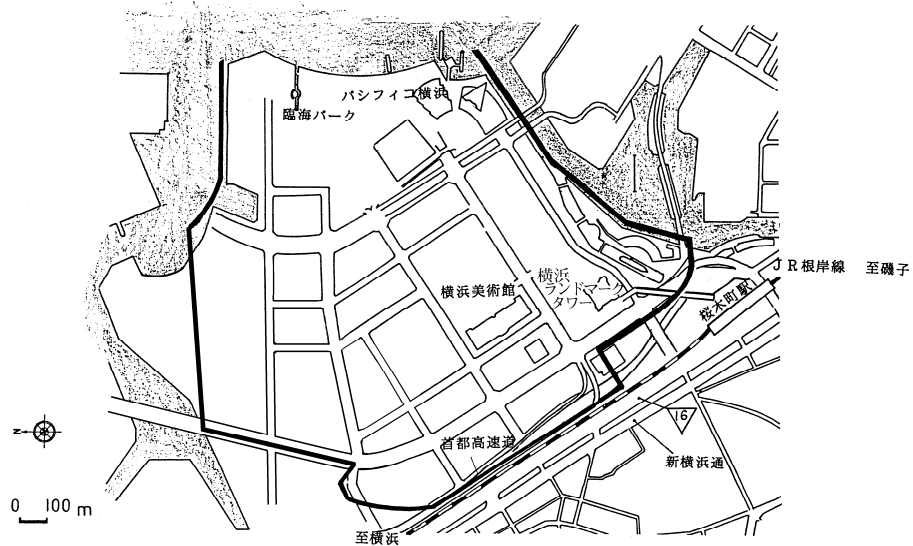 パシフィコ横浜
臨海パーク
JR根岸線 至磯子
横浜
ランドマーク
タワー
横浜美術館
桜木町駅
16
N
首都高速道
新横浜通
0 100m
至横浜